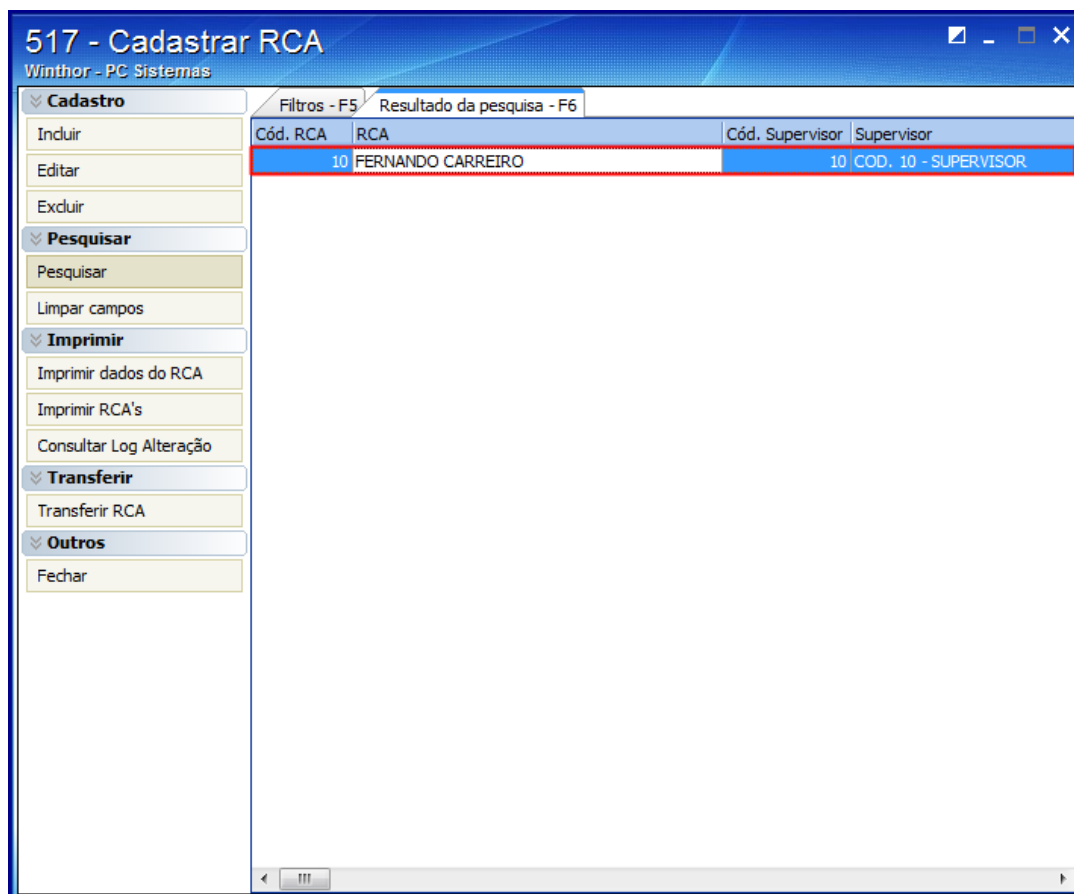 517 - Cadastrar RCA
Winthor - PC Sistemas
Cadastro
Incluir
Editar
Excluir
Pesquisar
Pesquisar
Limpar campos
Imprimir
Imprimir dados do RCA
Imprimir RCA's
Consultar Log Alteração
Transferir
Transferir RCA
Outros
Fechar
Filtros - F5 Resultado da pesquisa - F6
Cód. RCA RCA Cód. Supervisor Supervisor
10 FERNANDO CARREIRO 10 COD. 10 - SUPERVISOR